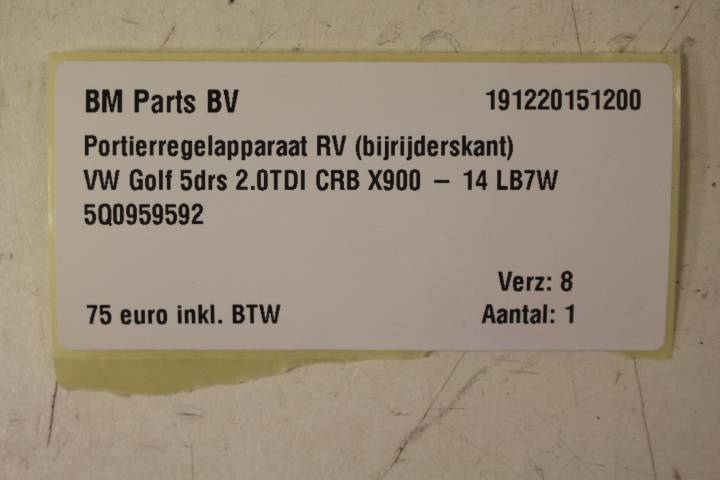 BM Parts BV 191220151200
Portierregelapparaat RV (bijrijderskant)
VW Golf 5drs 2.0TDI CRB X900 – 14 LB7W
5Q0959592
Verz: 8
75 euro inkl. BTW Aantal: 1